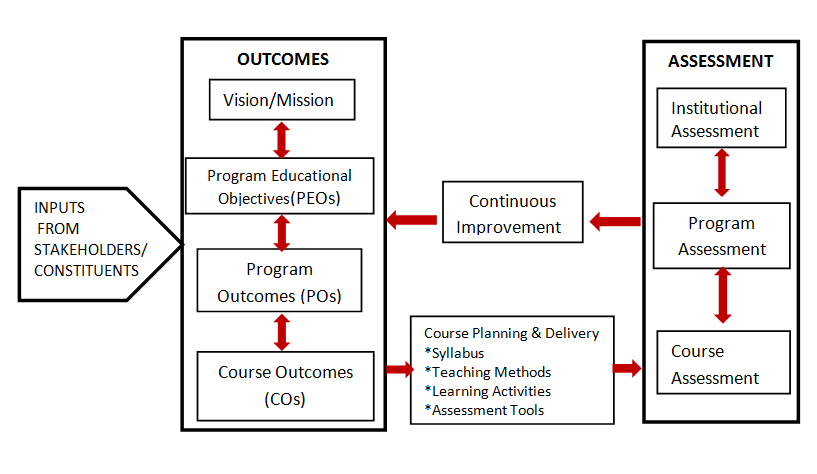 INPUTS
FROM
STAKEHOLDERS/
CONSTITUENTS
OUTCOMES
Vision/Mission
Program Educational
Objectives(PEOs)
Program
Outcomes (POs)
Course Outcomes
(COs)
Continuous
Improvement
Course Planning & Delivery
*Syllabus
*Teaching Methods
*Learning Activities
*Assessment Tools
ASSESSMENT
Institutional
Assessment
Program
Assessment
Course
Assessment